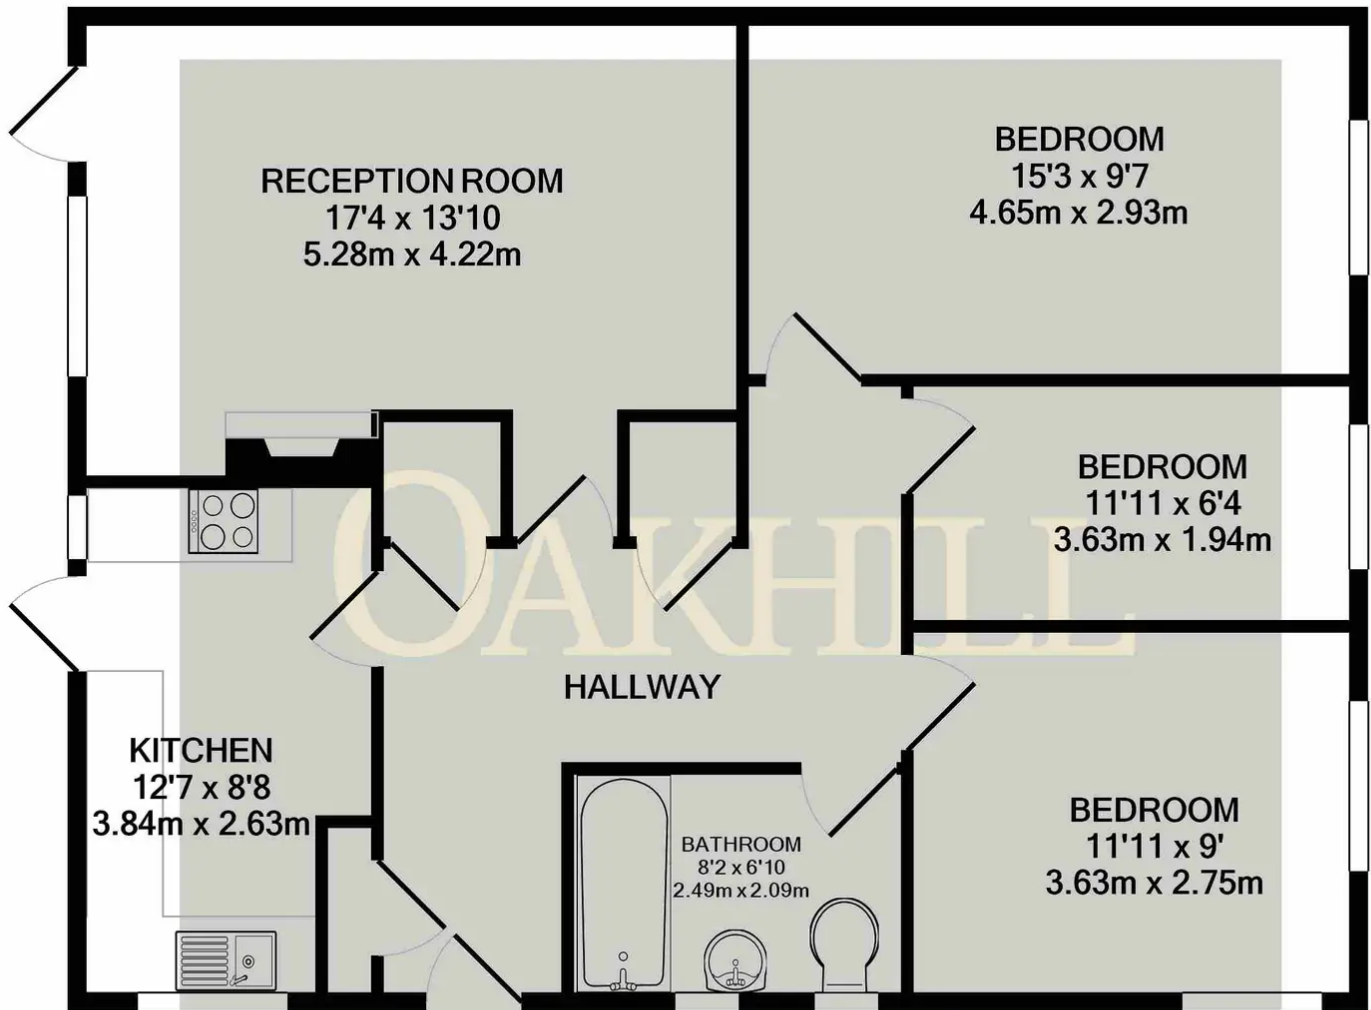 RECEPTION ROOM
17'4 x 13'10
5.28m x 4.22m
BEDROOM
15'3 x 9'7
4.65m x 2.93m
BEDROOM
11'11 x 6'4
3.63m x 1.94m
OAKHILL
HALLWAY
KITCHEN
12'7 x 8'8
3.84m x 2.63m
BATHROOM
8'2 x 6'10
2.49m x 2.09m
BEDROOM
11'11 x 9'
3.63m x 2.75m